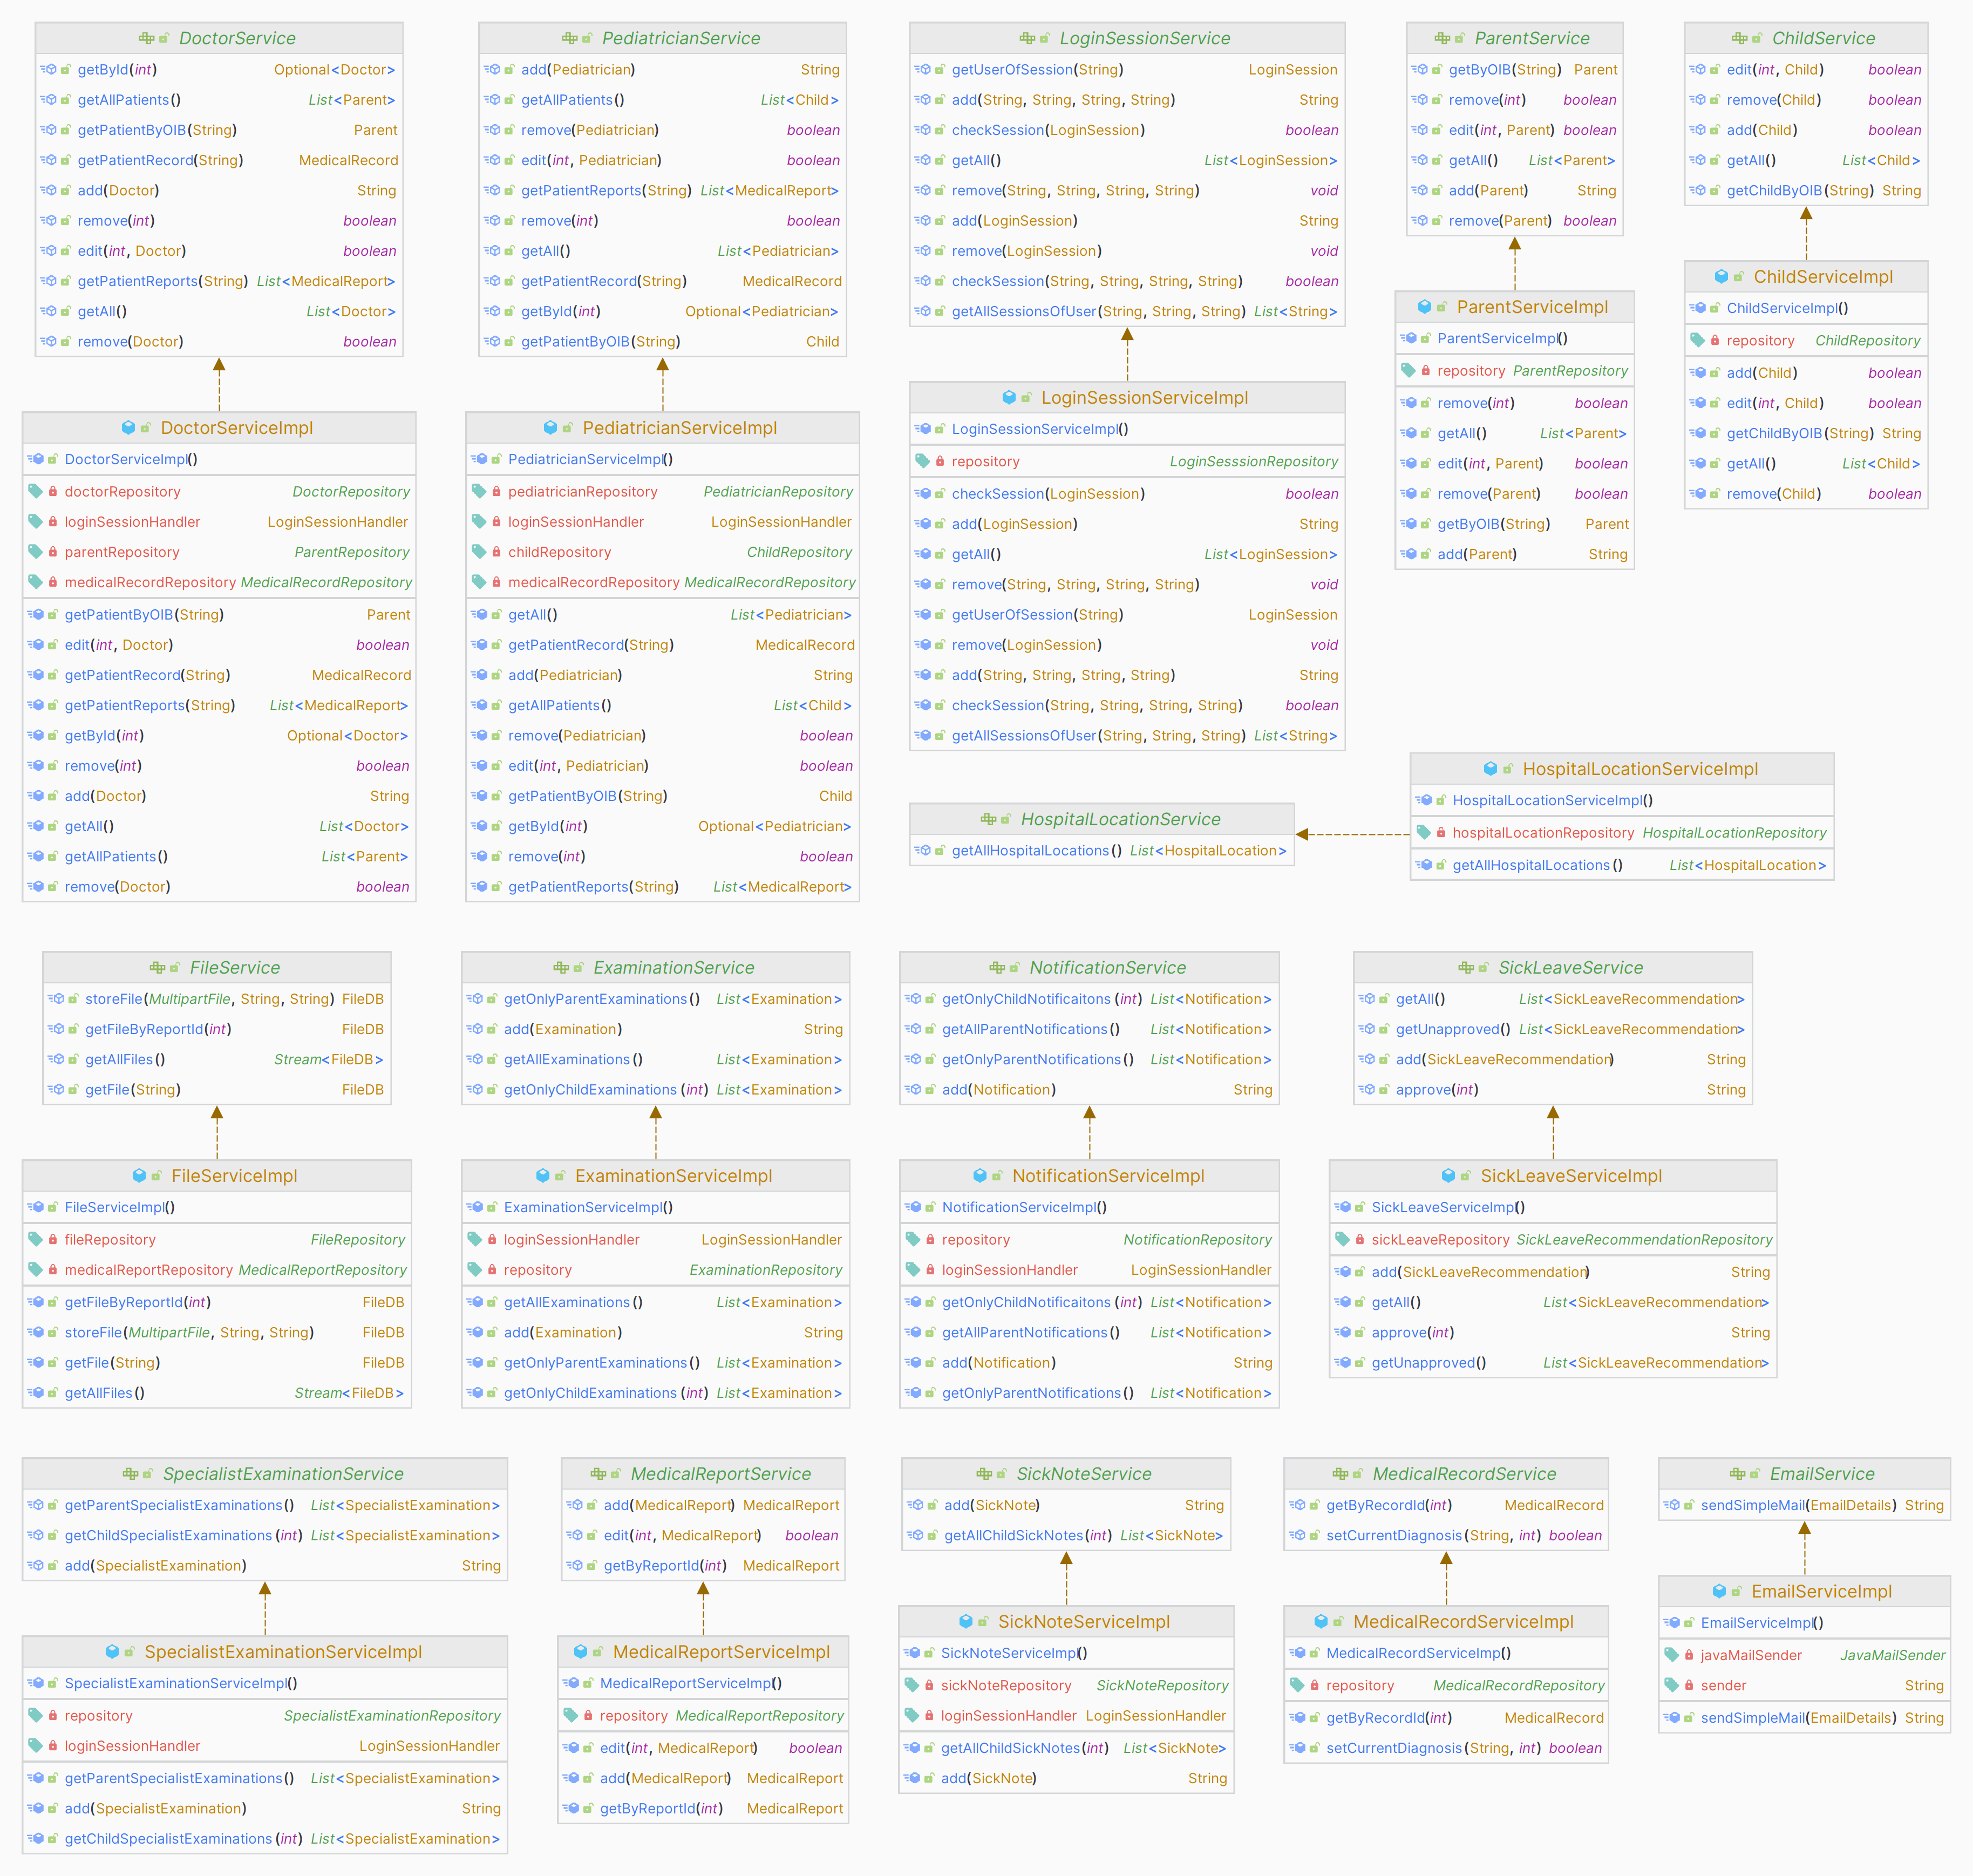 DoctorService
getById(int) Optional<Doctor>
getAllPatients() List<Parent>
getPatientByOIB(String) Parent
getPatientRecord(String) MedicalRecord
add(Doctor) String
remove(int) boolean
edit(int, Doctor) boolean
getPatientReports(String) List<MedicalReport>
getAll() List<Doctor>
remove(Doctor) boolean
DoctorServiceImpl
DoctorServiceImpl()
doctorRepository DoctorRepository
loginSessionHandler LoginSessionHandler
parentRepository ParentRepository
medicalRecordRepository MedicalRecordRepository
getPatientByOIB(String) Parent
edit(int, Doctor) boolean
getPatientRecord(String) MedicalRecord
getPatientReports(String) List<MedicalReport>
getById(int) Optional<Doctor>
remove(int) boolean
add(Doctor) String
getAll() List<Doctor>
getAllPatients() List<Parent>
remove(Doctor) boolean
PediatricianService
add(Pediatrician) String
getAllPatients() List<Child>
remove(Pediatrician) boolean
edit(int, Pediatrician) boolean
getPatientReports(String) List<MedicalReport>
remove(int) boolean
getAll() List<Pediatrician>
getPatientRecord(String) MedicalRecord
getById(int) Optional<Pediatrician>
getPatientByOIB(String) Child
PediatricianServiceImpl
PediatricianServiceImpl()
pediatricianRepository PediatricianRepository
loginSessionHandler LoginSessionHandler
childRepository ChildRepository
medicalRecordRepository MedicalRecordRepository
getAll() List<Pediatrician>
getPatientRecord(String) MedicalRecord
add(Pediatrician) String
getAllPatients() List<Child>
remove(Pediatrician) boolean
edit(int, Pediatrician) boolean
getPatientByOIB(String) Child
getById(int) Optional<Pediatrician>
remove(int) boolean
getPatientReports(String) List<MedicalReport>
LoginSessionService
getUserOfSession(String) LoginSession
add(String, String, String, String) String
checkSession(LoginSession) boolean
getAll() List<LoginSession>
remove(String, String, String, String) void
add(LoginSession) String
remove(LoginSession) void
checkSession(String, String, String, String) boolean
getAllSessionsOfUser(String, String, String) List<String>
LoginSessionServiceImpl
LoginSessionServiceImpl()
repository LoginSesssionRepository
checkSession(LoginSession) boolean
add(LoginSession) String
getAll() List<LoginSession>
remove(String, String, String, String) void
getUserOfSession(String) LoginSession
remove(LoginSession) void
add(String, String, String, String) String
checkSession(String, String, String, String) boolean
getAllSessionsOfUser(String, String, String) List<String>
ParentService
getByOIB(String) Parent
remove(int) boolean
edit(int, Parent) boolean
getAll() List<Parent>
add(Parent) String
remove(Parent) boolean
ParentServiceImpl
ParentServiceImpl()
repository ParentRepository
remove(int) boolean
getAll() List<Parent>
edit(int, Parent) boolean
remove(Parent) boolean
getByOIB(String) Parent
add(Parent) String
ChildService
edit(int, Child) boolean
remove(Child) boolean
add(Child) boolean
getAll() List<Child>
getChildByOIB(String) String
ChildServiceImpl
ChildServiceImpl()
repository ChildRepository
add(Child) boolean
edit(int, Child) boolean
getChildByOIB(String) String
getAll() List<Child>
remove(Child) boolean
HospitalLocationService
getAllHospitalLocations() List<HospitalLocation>
HospitalLocationServiceImpl
HospitalLocationServiceImpl()
hospitalLocationRepository HospitalLocationRepository
getAllHospitalLocations() List<HospitalLocation>
FileService
storeFile(MultipartFile, String, String) FileDB
getFileByReportId(int) FileDB
getAllFiles() Stream<FileDB>
getFile(String) FileDB
FileServiceImpl
FileServiceImpl()
fileRepository FileRepository
medicalReportRepository MedicalReportRepository
getFileByReportId(int) FileDB
storeFile(MultipartFile, String, String) FileDB
getFile(String) FileDB
getAllFiles() Stream<FileDB>
ExaminationService
getOnlyParentExaminations() List<Examination>
add(Examination) String
getAllExaminations() List<Examination>
getOnlyChildExaminations(int) List<Examination>
ExaminationServiceImpl
ExaminationServiceImpl()
loginSessionHandler LoginSessionHandler
repository ExaminationRepository
getAllExaminations() List<Examination>
add(Examination) String
getOnlyParentExaminations() List<Examination>
getOnlyChildExaminations(int) List<Examination>
NotificationService
getOnlyChildNotificaitons(int) List<Notification>
getAllParentNotifications() List<Notification>
getOnlyParentNotifications() List<Notification>
add(Notification) String
NotificationServiceImpl
NotificationServiceImpl()
repository NotificationRepository
loginSessionHandler LoginSessionHandler
getOnlyChildNotificaitons(int) List<Notification>
getAllParentNotifications() List<Notification>
add(Notification) String
getOnlyParentNotifications() List<Notification>
SickLeaveService
getAll() List<SickLeaveRecommendation>
getUnapproved() List<SickLeaveRecommendation>
add(SickLeaveRecommendation) String
approve(int) String
SickLeaveServiceImpl
SickLeaveServiceImpl()
sickLeaveRepository SickLeaveRecommendationRepository
add(SickLeaveRecommendation) String
getAll() List<SickLeaveRecommendation>
approve(int) String
getUnapproved() List<SickLeaveRecommendation>
SpecialistExaminationService
getParentSpecialistExaminations() List<SpecialistExamination>
getChildSpecialistExaminations(int) List<SpecialistExamination>
add(SpecialistExamination) String
SpecialistExaminationServiceImpl
SpecialistExaminationServiceImpl()
repository SpecialistExaminationRepository
loginSessionHandler LoginSessionHandler
getParentSpecialistExaminations() List<SpecialistExamination>
add(SpecialistExamination) String
getChildSpecialistExaminations(int) List<SpecialistExamination>
MedicalReportService
add(MedicalReport) MedicalReport
edit(int, MedicalReport) boolean
getByReportId(int) MedicalReport
MedicalReportServiceImpl
MedicalReportServiceImpl()
repository MedicalReportRepository
edit(int, MedicalReport) boolean
add(MedicalReport) MedicalReport
getByReportId(int) MedicalReport
SickNoteService
add(SickNote) String
getAllChildSickNotes(int) List<SickNote>
SickNoteServiceImpl
SickNoteServiceImpl()
sickNoteRepository SickNoteRepository
loginSessionHandler LoginSessionHandler
getAllChildSickNotes(int) List<SickNote>
add(SickNote) String
MedicalRecordService
getByRecordId(int) MedicalRecord
setCurrentDiagnosis(String, int) boolean
MedicalRecordServiceImpl
MedicalRecordServiceImpl()
repository MedicalRecordRepository
getByRecordId(int) MedicalRecord
setCurrentDiagnosis(String, int) boolean
EmailService
sendSimpleMail(EmailDetails) String
EmailServiceImpl
EmailServiceImpl()
javaMailSender JavaMailSender
sender String
sendSimpleMail(EmailDetails) String